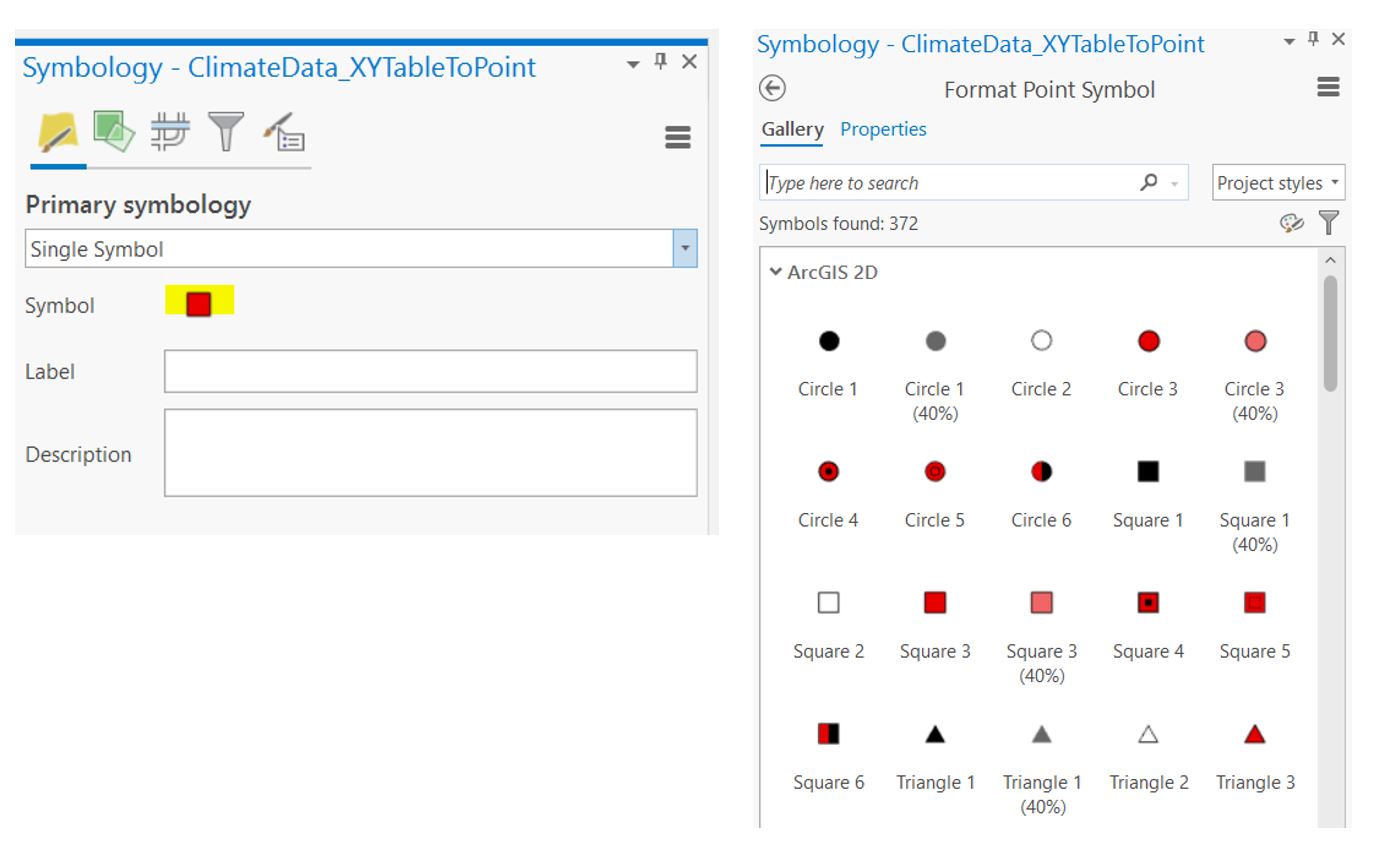 Symbology - ClimateData_XYTableToPoint
Primary symbology
Single Symbol
Symbol
Label
Description
Symbology - ClimateData_XYTableToPoint
Format Point Symbol
Gallery Properties
Type here to search Project styles
Symbols found: 372
ArcGIS 2D
Circle 1 Circle 1 Circle 2 Circle 3 Circle 3
(40%) (40%)
Circle 4 Circle 5 Circle 6 Square 1 Square 1
(40%)
Square 2 Square 3 Square 3 Square 4 Square 5
(40%)
Square 6 Triangle 1 Triangle 1 Triangle 2 Triangle 3
(40%)